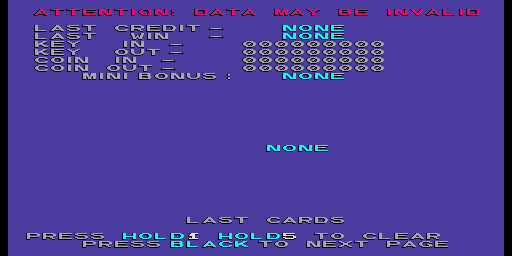 ATTENTION: DATA MAY BE INVALID
LAST CREDIT - NONE
LAST WIN - NONE
KEY IN - 000000000
KEY OUT - 000000000
COIN IN - 000000000
COIN OUT - 000000000
MINI BONUS : NONE
NONE
LAST CARDS
PRESS HOLD1 HOLD5 TO CLEAR
PRESS BLACK TO NEXT PAGE